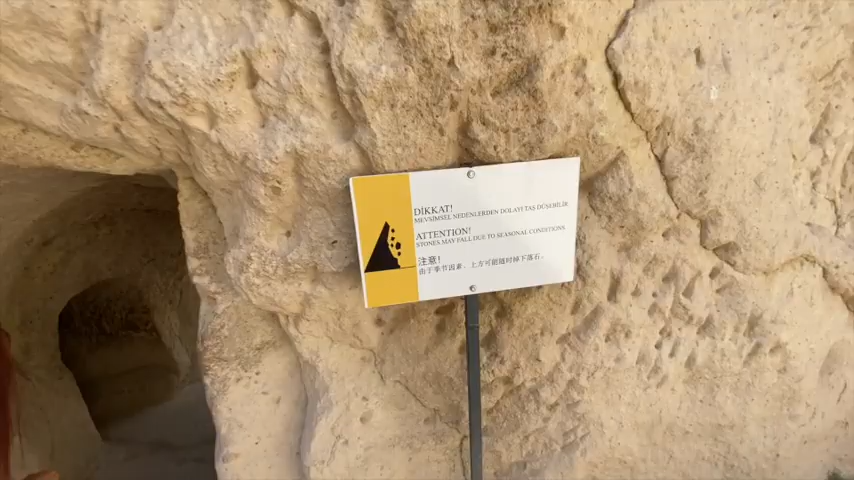 DİKKAT!
MEVSİMSEL NEDENLERDEN DOLAYI TAŞ DÜŞEBİLİR.
ATTENTION!
STONES MAY FALL DUE TO SEASONAL CONDITIONS.
注意!
由于季节因素，上方可能随时掉下落石。